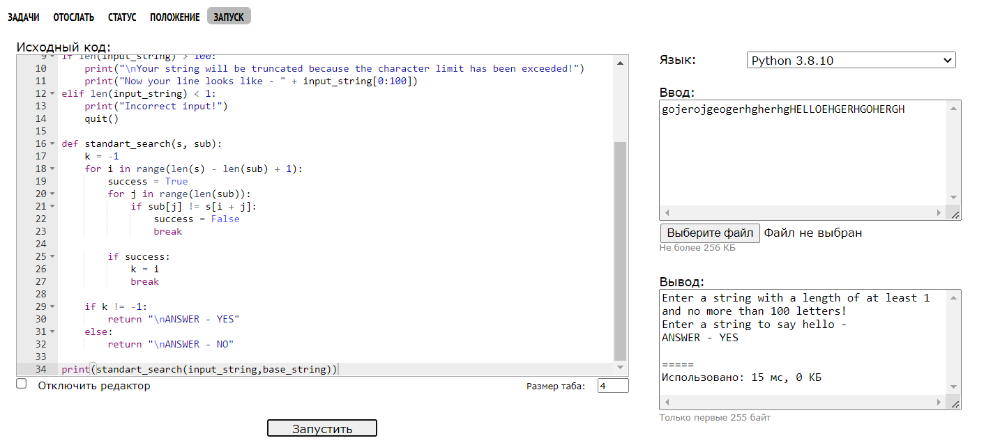 ЗАДАЧИ ОТОСЛАТЬ СТАТУС ПОЛОЖЕНИЕ ЗАПУСК
Исходный код:
9 if len(input_string) > 100:
10 print("\nYour string will be truncated because the character limit has been exceeded!")
11 print("Now your line looks like - " + input_string[0:100])
12 elif len(input_string) < 1:
13 print("Incorrect input!")
14 quit()
15
16 def standart_search(s, sub):
17 k = -1
18 for i in range(len(s) - len(sub) + 1):
19 success = True
20 for j in range(len(sub)):
21 if sub[j] != s[i + j]:
22 success = False
23 break
24
25 if success:
26 k = i
27 break
28
29 if k != -1:
30 return "\nANSWER - YES"
31 else:
32 return "\nANSWER - NO"
33
34 print(standart_search(input_string,base_string))
Отключить редактор
Размер таба: 4
Запустить
Язык: Python 3.8.10
Ввод:
gojerojgeogerhgherhgHELLOEHGERHGOHERGH
Выберите файл Файл не выбран
Не более 256 КБ
Вывод:
Enter a string with a length of at least 1
and no more than 100 letters!
Enter a string to say hello -
ANSWER - YES
=====
Использовано: 15 мс, 0 КБ
Только первые 255 байт